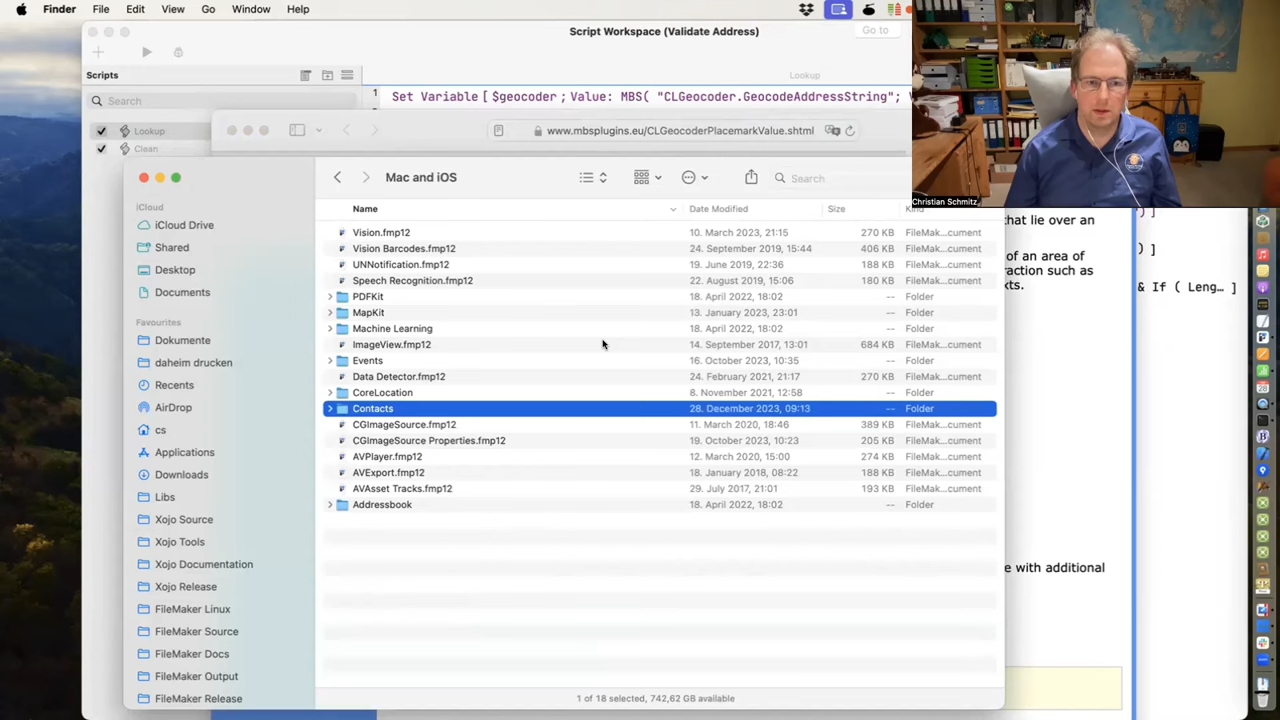 Finder File Edit View Go Window Help
Script Workspace (Validate Address)
Go to
Scripts
Lookup
Search
1 Set Variable [ $geocoder ; Value: MBS( "CLGeocoder.GeocodeAddressString"; V
Lookup
Clean
www.mbsplugins.eu/CLGeocoderPlacemarkValue.shtml
Mac and iOS
Search
Christian Schmitz
iCloud
iCloud Drive
Shared
Desktop
Documents
Favourites
Dokumente
daheim drucken
Recents
AirDrop
cs
Applications
Downloads
Libs
Xojo Source
Xojo Tools
Xojo Documentation
Xojo Release
FileMaker Linux
FileMaker Source
FileMaker Docs
FileMaker Output
FileMaker Release
Name Date Modified Size Kind
Vision.fmp12 10. March 2023, 21:15 270 KB FileMak...cument
Vision Barcodes.fmp12 24. September 2019, 15:44 406 KB FileMak...cument
UNNotification.fmp12 19. June 2019, 22:36 188 KB FileMak...cument
Speech Recognition.fmp12 22. August 2019, 15:06 180 KB FileMak...cument
PDFKit 18. April 2022, 18:02 -- Folder
MapKit 13. January 2023, 23:01 -- Folder
Machine Learning 18. April 2022, 18:02 -- Folder
ImageView.fmp12 14. September 2017, 13:01 684 KB FileMak...cument
Events 16. October 2023, 10:35 -- Folder
Data Detector.fmp12 24. February 2021, 21:17 270 KB FileMak...cument
CoreLocation 8. November 2021, 12:58 -- Folder
Contacts 28. December 2023, 09:13 -- Folder
CGImageSource.fmp12 11. March 2020, 18:46 389 KB FileMak...cument
CGImageSource Properties.fmp12 19. October 2023, 10:23 205 KB FileMak...cument
AVPlayer.fmp12 12. March 2020, 15:00 274 KB FileMak...cument
AVExport.fmp12 18. January 2018, 08:22 188 KB FileMak...cument
AVAsset Tracks.fmp12 29. July 2017, 21:01 193 KB FileMak...cument
Addressbook 18. April 2022, 18:02 -- Folder
1 of 18 selected, 742,62 GB available
that lie over an
of an area of
raction such as
xts.
e with additional
') ]
) ]
& If ( Leng... ]